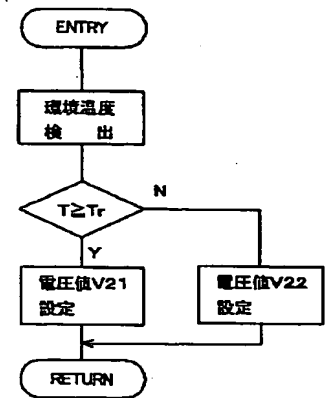 ENTRY
環境温度
検 出
T≧Tr
N
Y
電圧値V21
設定
電圧値V22
設定
RETURN